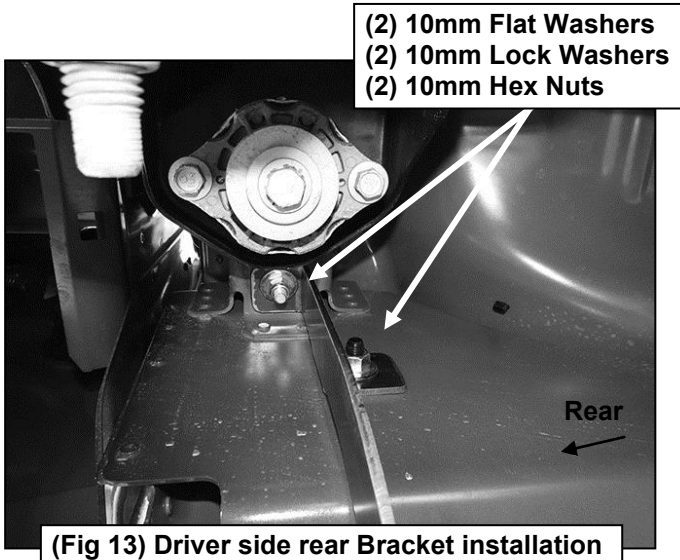 (2) 10mm Flat Washers
(2) 10mm Lock Washers
(2) 10mm Hex Nuts
Rear
(Fig 13) Driver side rear Bracket installation